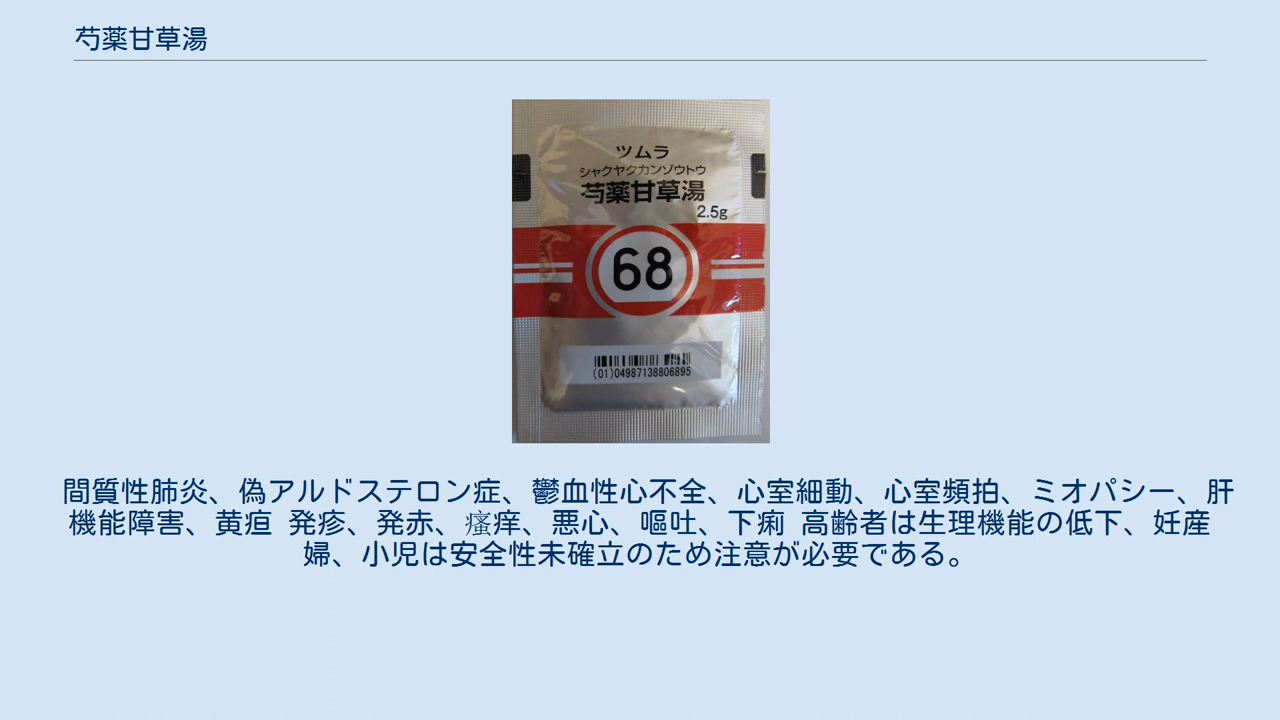 芍薬甘草湯
ツムラ
シャクヤクカンゾウトウ
芍薬甘草湯
2.5g
68
(01)04987138806895
間質性肺炎、偽アルドステロン症、鬱血性心不全、心室細動、心室頻拍、ミオパシー、肝
機能障害、黄疸 発疹、発赤、瘙痒、悪心、嘔吐、下痢 高齢者は生理機能の低下、妊産
婦、小児は安全性未確立のため注意が必要である。